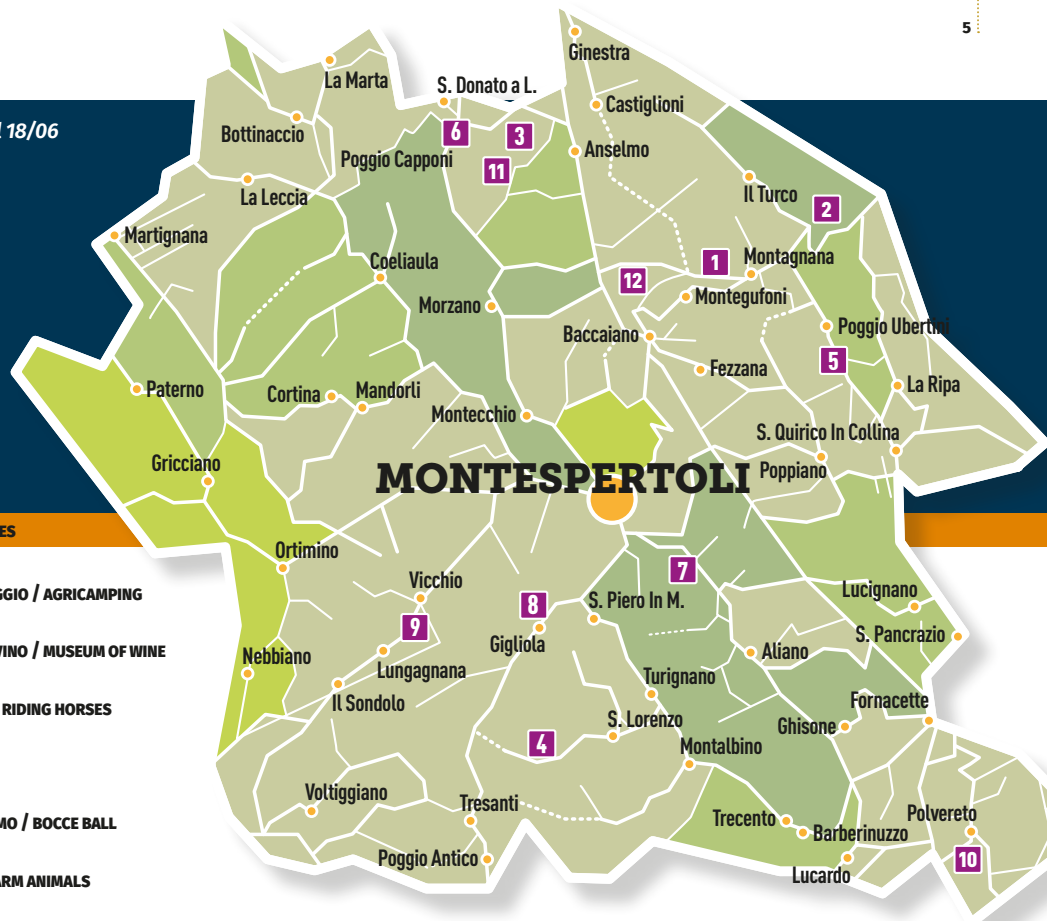 5
18/06
Ginestra
La Marta
S. Donato a L.
Castiglioni
Bottinaccio
6
3
Anselmo
Poggio Capponi
11
Il Turco
La Leccia
2
Martignana
Coeliaula
1
Montagnana
12
Montegufoni
Morzano
Baccaiano
Poggio Ubertini
5
Fezzana
Paterno
Cortina
Mandorli
La Ripa
Montecchio
S. Quirico In Collina
Gricciano
Poppiano
MONTESPERTOLI
ES
Ortimino
7
Vicchio
GGIO / AGRICAMPING
8
S. Piero In M.
Lucignano
9
Gigliola
S. Pancrazio
VINO / MUSEUM OF WINE
Aliano
Nebbiano
Lungagnana
Turignano
Il Sondolo
Fornacette
RIDING HORSES
S. Lorenzo
Ghisone
4
Montalbino
Voltiggiano
Tresanti
Polvereto
Trecento
MO / BOCCE BALL
Barberinuzzo
Poggio Antico
10
Lucardo
ARM ANIMALS